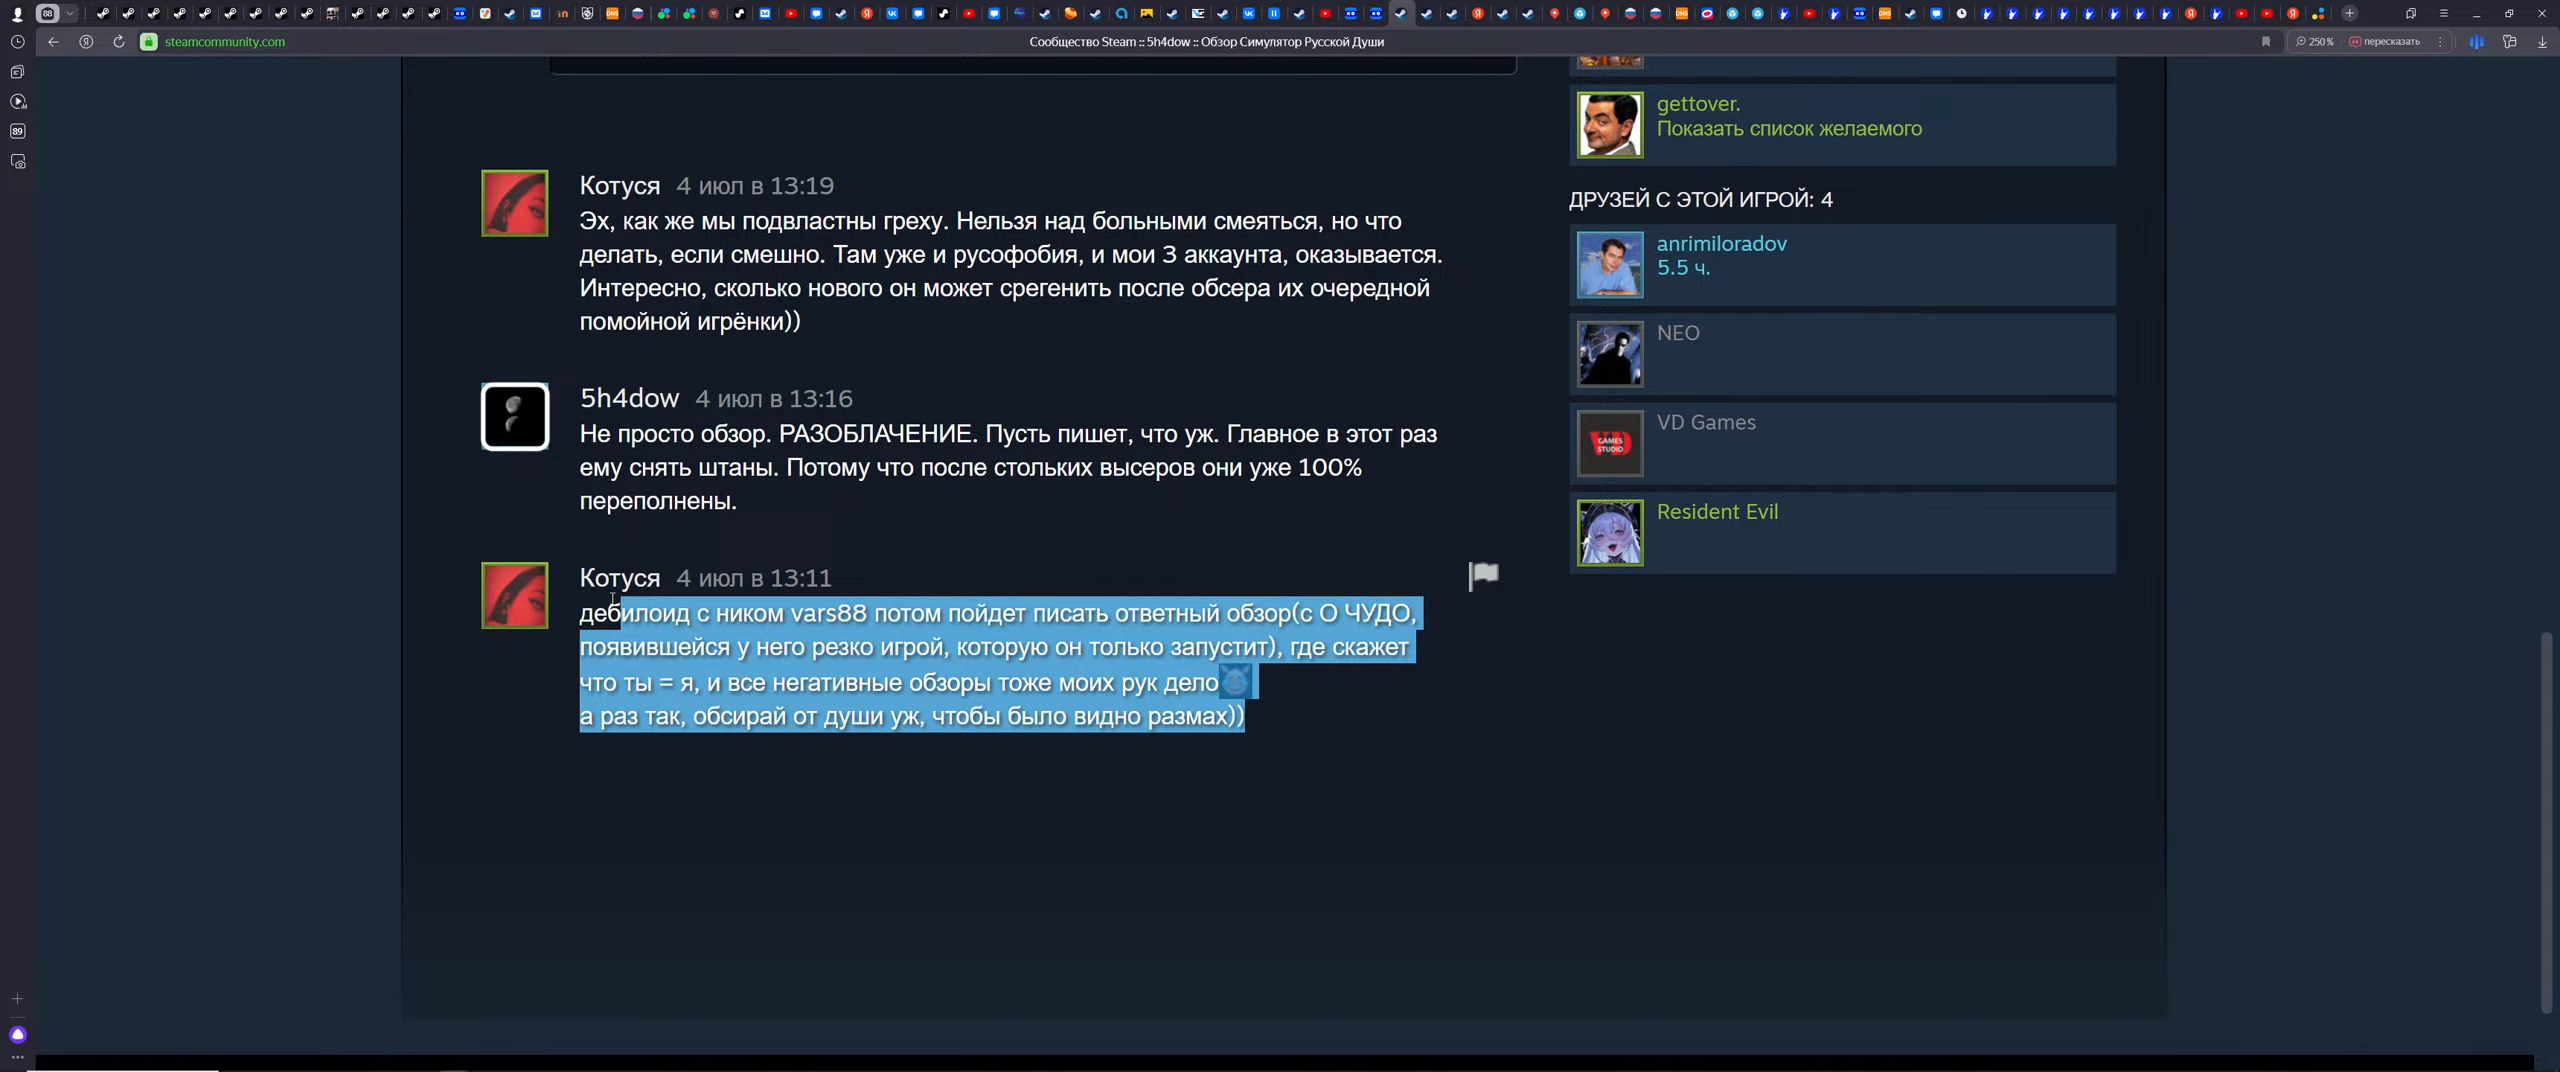 88
steamcommunity.com
Сообщество Steam :: 5h4dow :: Обзор Симулятор Русской Души
250 %
пересказать
89
gettover.
Показать список желаемого
Котуся 4 июл в 13:19
Эх, как же мы подвластны греху. Нельзя над больными смеяться, но что
делать, если смешно. Там уже и русофобия, и мои 3 аккаунта, оказывается.
Интересно, сколько нового он может срегенить после обсера их очередной
помойной игрёнки))
ДРУЗЕЙ С ЭТОЙ ИГРОЙ: 4
anrimiloradov
5.5 ч.
NEO
VD Games
GAMES
STUDIO
Resident Evil
5h4dow 4 июл в 13:16
Не просто обзор. РАЗОБЛАЧЕНИЕ. Пусть пишет, что уж. Главное в этот раз
ему снять штаны. Потому что после стольких высеров они уже 100%
переполнены.
Котуся 4 июл в 13:11
дебилоид с ником vars88 потом пойдет писать ответный обзор(с О ЧУДО,
появившейся у него резко игрой, которую он только запустит), где скажет
что ты = я, и все негативные обзоры тоже моих рук дело
а раз так, обсирай от души уж, чтобы было видно размах))